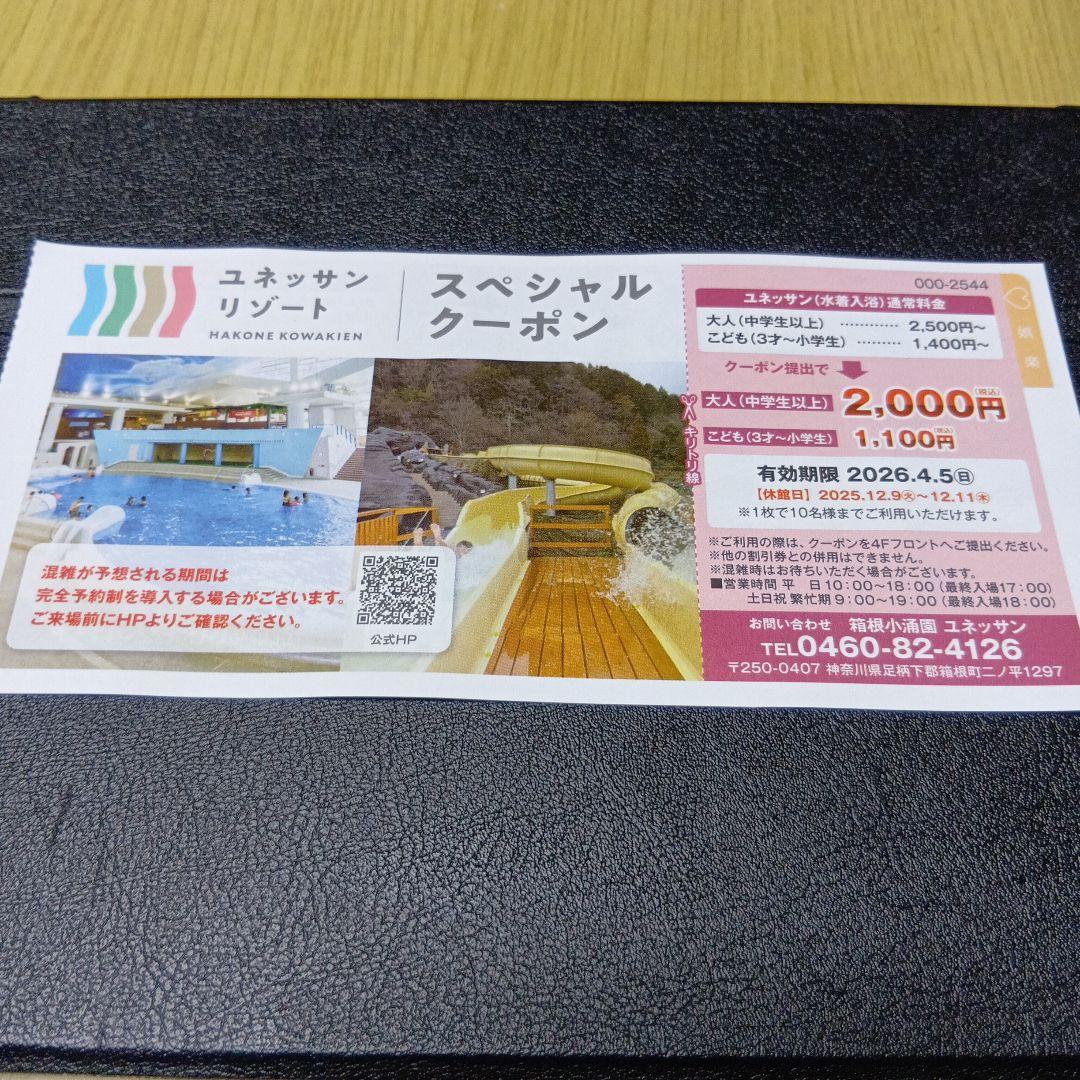 ユネッサン
リゾート
HAKONE KOWAKIEN
スペシャル
クーポン
混雑が予想される期間は
完全予約制を導入する場合がございます。
ご来場前にHPよりご確認ください。
公式HP
キリトリ線
000-2544
娯楽
ユネッサン(水着入浴)通常料金
大人(中学生以上) ………… 2,500円~
こども(3才~小学生) ……… 1,400円~
クーポン提出で
大人(中学生以上) 2,000円(税込)
こども(3才~小学生) 1,100円(税込)
有効期限 2026.4.5㊐
【休館日】2025.12.9㊋~12.11㊍
※1枚で10名様までご利用いただけます。
※ご利用の際は、クーポンを4Fフロントへご提出ください。
※他の割引券との併用はできません。
※混雑時はお待ちいただく場合がございます。
■営業時間 平 日 10:00~18:00(最終入場17:00)
土日祝 繁忙期 9:00~19:00(最終入場18:00)
お問い合わせ 箱根小涌園 ユネッサン
TEL0460-82-4126
〒250-0407 神奈川県足柄下郡箱根町二ノ平1297